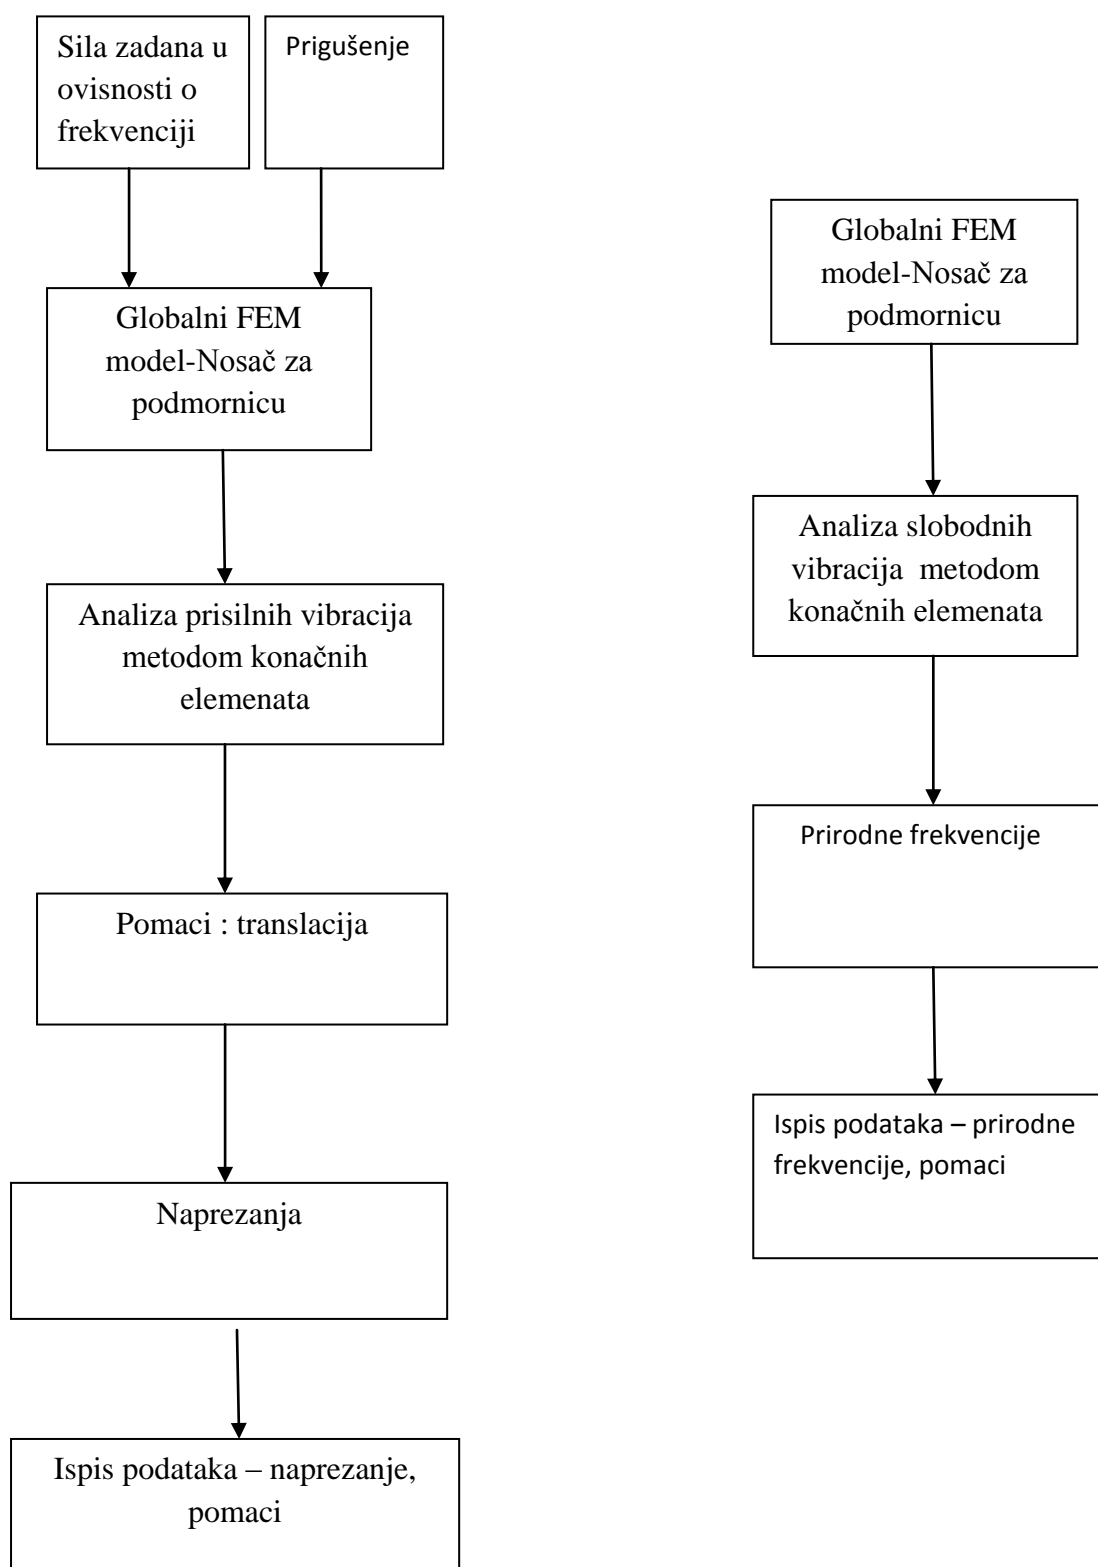 Sila zadana u
ovisnosti o
frekvenciji
Prigušenje
Globalni FEM
model-Nosač za
podmornicu
Analiza prisilnih vibracija
metodom konačnih
elemenata
Pomaci : translacija
Naprezanja
Ispis podataka – naprezanje,
pomaci
Globalni FEM
model-Nosač za
podmornicu
Analiza slobodnih
vibracija metodom
konačnih elemenata
Prirodne frekvencije
Ispis podataka – prirodne
frekvencije, pomaci